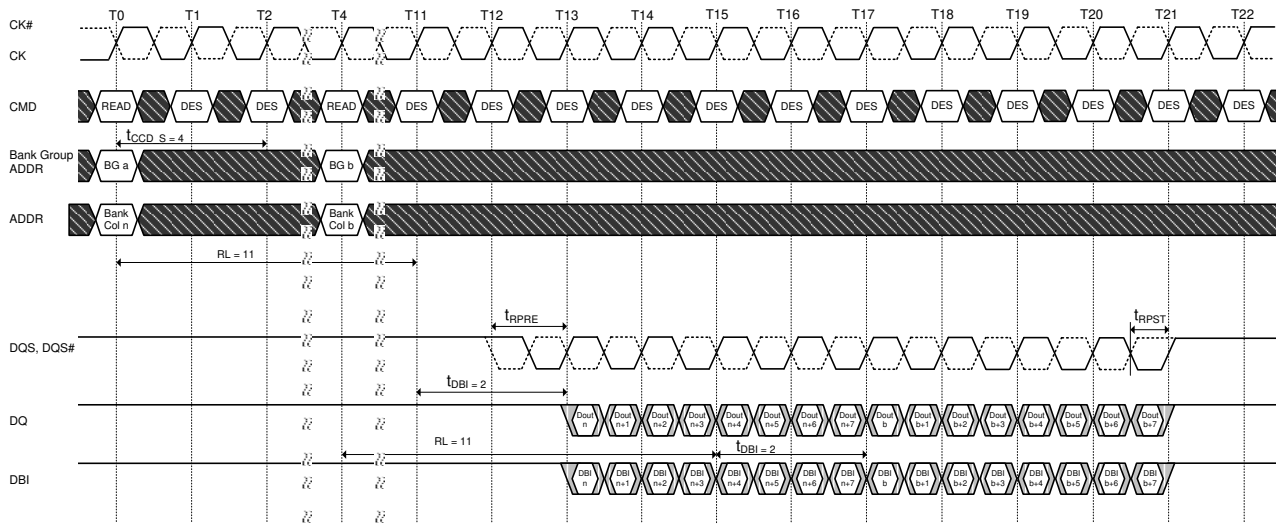 T0 T1 T2 T4 T11 T12 T13 T14 T15 T16 T17 T18 T19 T20 T21 T22
CK#
CK
CMD READ DES DES READ DES DES DES DES DES DES DES DES DES DES DES DES
tCCD_S = 4
Bank Group
ADDR
BG a BG b
ADDR
Bank
Col n
Bank
Col b
RL = 11
tRPRE tRPST
DQS, DQS#
tDBI = 2
DQ
Dout Dout Dout Dout Dout Dout Dout Dout Dout Dout Dout Dout Dout Dout Dout Dout
n n+1 n+2 n+3 n+4 n+5 n+6 n+7 b b+1 b+2 b+3 b+4 b+5 b+6 b+7
RL = 11 tDBI = 2
DBI
DBI DBI DBI DBI DBI DBI DBI DBI DBI DBI DBI DBI DBI DBI DBI DBI
n n+1 n+2 n+3 n+4 n+5 n+6 n+7 b b+1 b+2 b+3 b+4 b+5 b+6 b+7